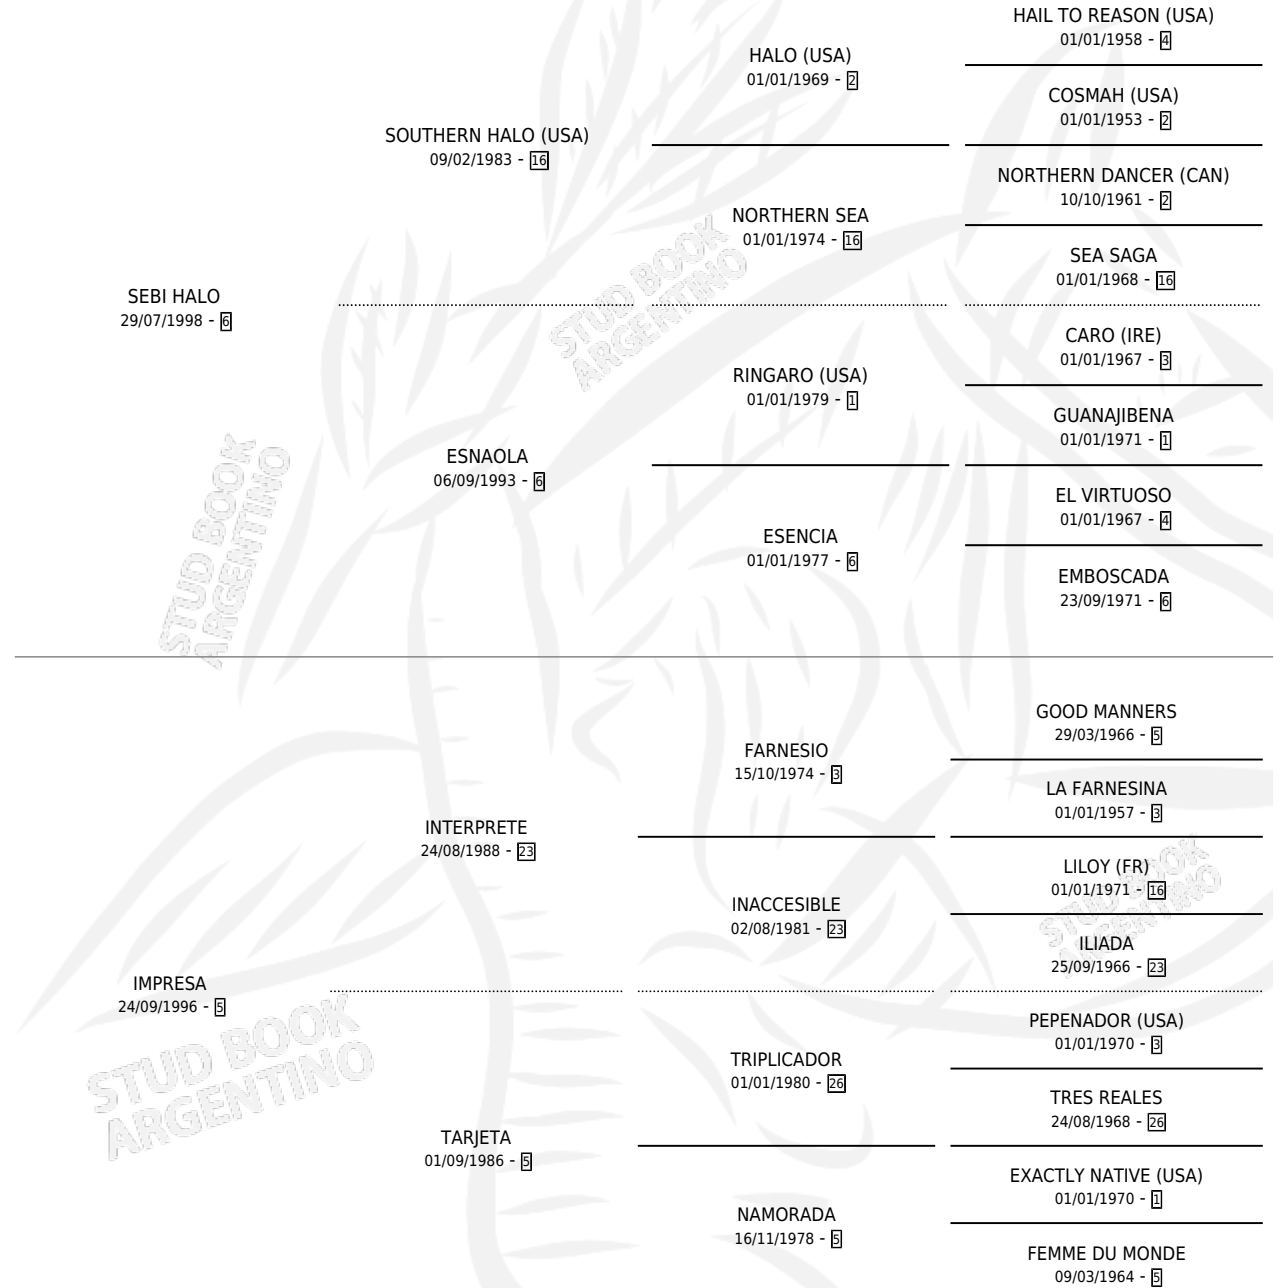 HAIL TO REASON (USA)
01/01/1958 - 4
HALO (USA)
01/01/1969 - 2
COSMAH (USA)
01/01/1953 - 2
SOUTHERN HALO (USA)
09/02/1983 - 16
NORTHERN DANCER (CAN)
10/10/1961 - 2
NORTHERN SEA
01/01/1974 - 16
SEA SAGA
01/01/1968 - 16
SEBI HALO
29/07/1998 - 6
CARO (IRE)
01/01/1967 - 3
RINGARO (USA)
01/01/1979 - 1
GUANAJIBENA
01/01/1971 - 1
ESNAOLA
06/09/1993 - 6
EL VIRTUOSO
01/01/1967 - 4
ESENCIA
01/01/1977 - 6
EMBOSCADA
23/09/1971 - 6
GOOD MANNERS
29/03/1966 - 5
FARNESIO
15/10/1974 - 3
LA FARNESINA
01/01/1957 - 3
INTERPRETE
24/08/1988 - 23
LILOY (FR)
01/01/1971 - 16
INACCESIBLE
02/08/1981 - 23
ILIADA
25/09/1966 - 23
IMPRESA
24/09/1996 - 5
PEPENADOR (USA)
01/01/1970 - 3
TRIPLICADOR
01/01/1980 - 26
TRES REALES
24/08/1968 - 26
TARJETA
01/09/1986 - 5
EXACTLY NATIVE (USA)
01/01/1970 - 1
NAMORADA
16/11/1978 - 5
FEMME DU MONDE
09/03/1964 - 5
STUD BOOK
ARGENTINO
STUD BOOK
ARGENTINO
STUD BOOK
ARGENTINO
STUD BOOK
ARGENTINO